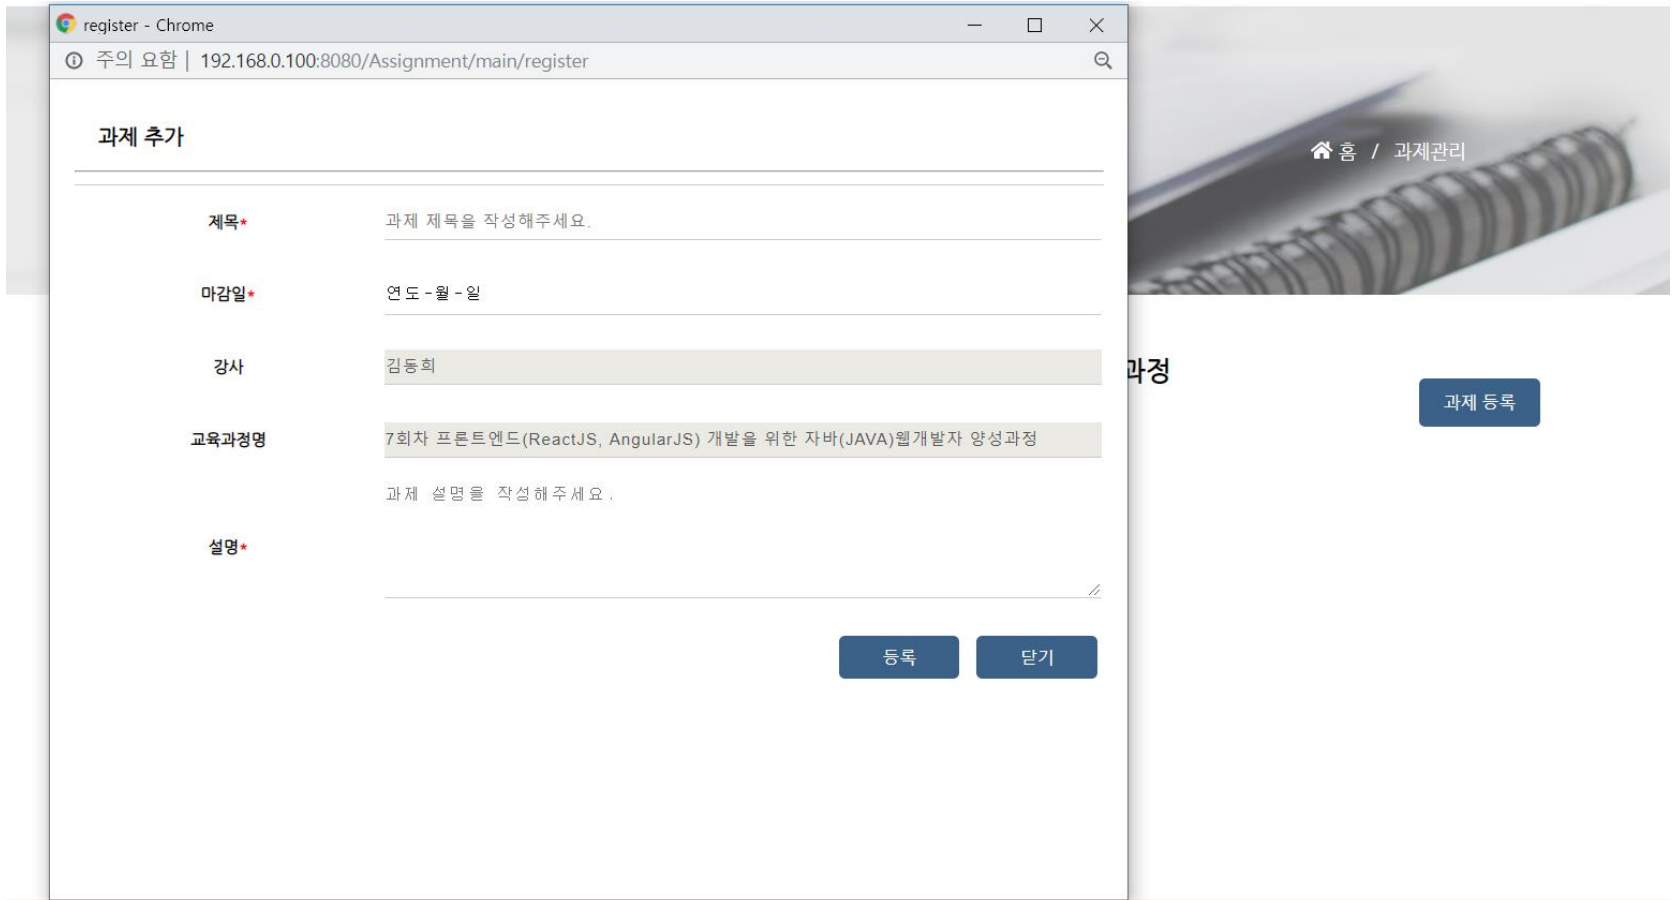 register - Chrome
주의 요함 | 192.168.0.100:8080/Assignment/main/register
과제 추가
홈 / 과제관리
제목*
과제 제목을 작성해주세요.
마감일*
연도-월-일
강사
김동희
과정
과제 등록
교육과정명
7회차 프론트엔드(ReactJS, AngularJS) 개발을 위한 자바(JAVA)웹개발자 양성과정
과제 설명을 작성해주세요.
설명*
등록
닫기